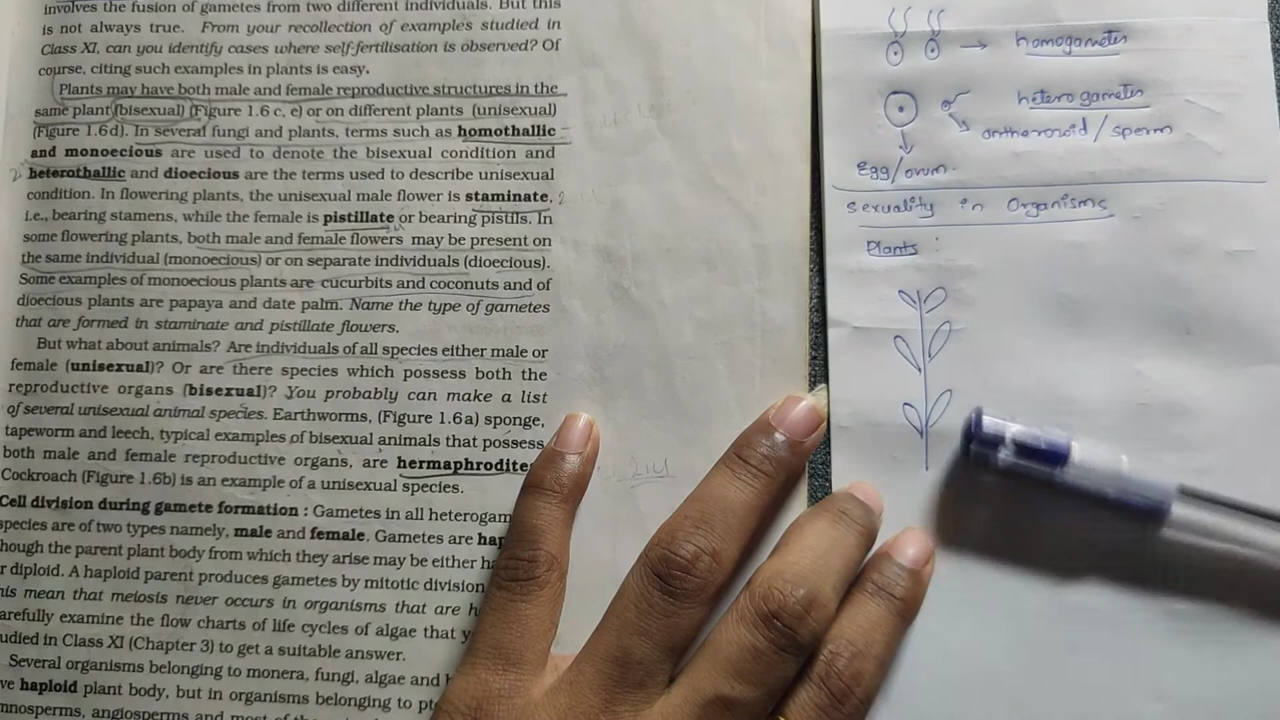 involves the fusion of gametes from two different individuals. But this
is not always true. From your recollection of examples studied in
Class XI, can you identify cases where self-fertilisation is observed? Of
course, citing such examples in plants is easy.
Plants may have both male and female reproductive structures in the
same plant (bisexual) (Figure 1.6 c, e) or on different plants (unisexual)
(Figure 1.6d). In several fungi and plants, terms such as homothallic
and monoecious are used to denote the bisexual condition and
heterothallic and dioecious are the terms used to describe unisexual
condition. In flowering plants, the unisexual male flower is staminate,
i.e., bearing stamens, while the female is pistillate or bearing pistils. In
some flowering plants, both male and female flowers may be present on
the same individual (monoecious) or on separate individuals (dioecious).
Some examples of monoecious plants are cucurbits and coconuts and of
dioecious plants are papaya and date palm. Name the type of gametes
that are formed in staminate and pistillate flowers.
But what about animals? Are individuals of all species either male or
female (unisexual)? Or are there species which possess both the
reproductive organs (bisexual)? You probably can make a list
of several unisexual animal species. Earthworms, (Figure 1.6a) sponge,
tapeworm and leech, typical examples of bisexual animals that possess
both male and female reproductive organs, are hermaphrodite
Cockroach (Figure 1.6b) is an example of a unisexual species.
Cell division during gamete formation : Gametes in all heterogam
species are of two types namely, male and female. Gametes are hap
hough the parent plant body from which they arise may be either ha
r diploid. A haploid parent produces gametes by mitotic division
his mean that meiosis never occurs in organisms that are h
arefully examine the flow charts of life cycles of algae that y
udied in Class XI (Chapter 3) to get a suitable answer.
Several organisms belonging to monera, fungi, algae and
ve haploid plant body, but in organisms belonging to pte
mnosperms, angiosperms and most of the
homogametes
heterogametes
antherozoid/sperm
Egg/ovum.
Sexuality in Organisms
Plants :